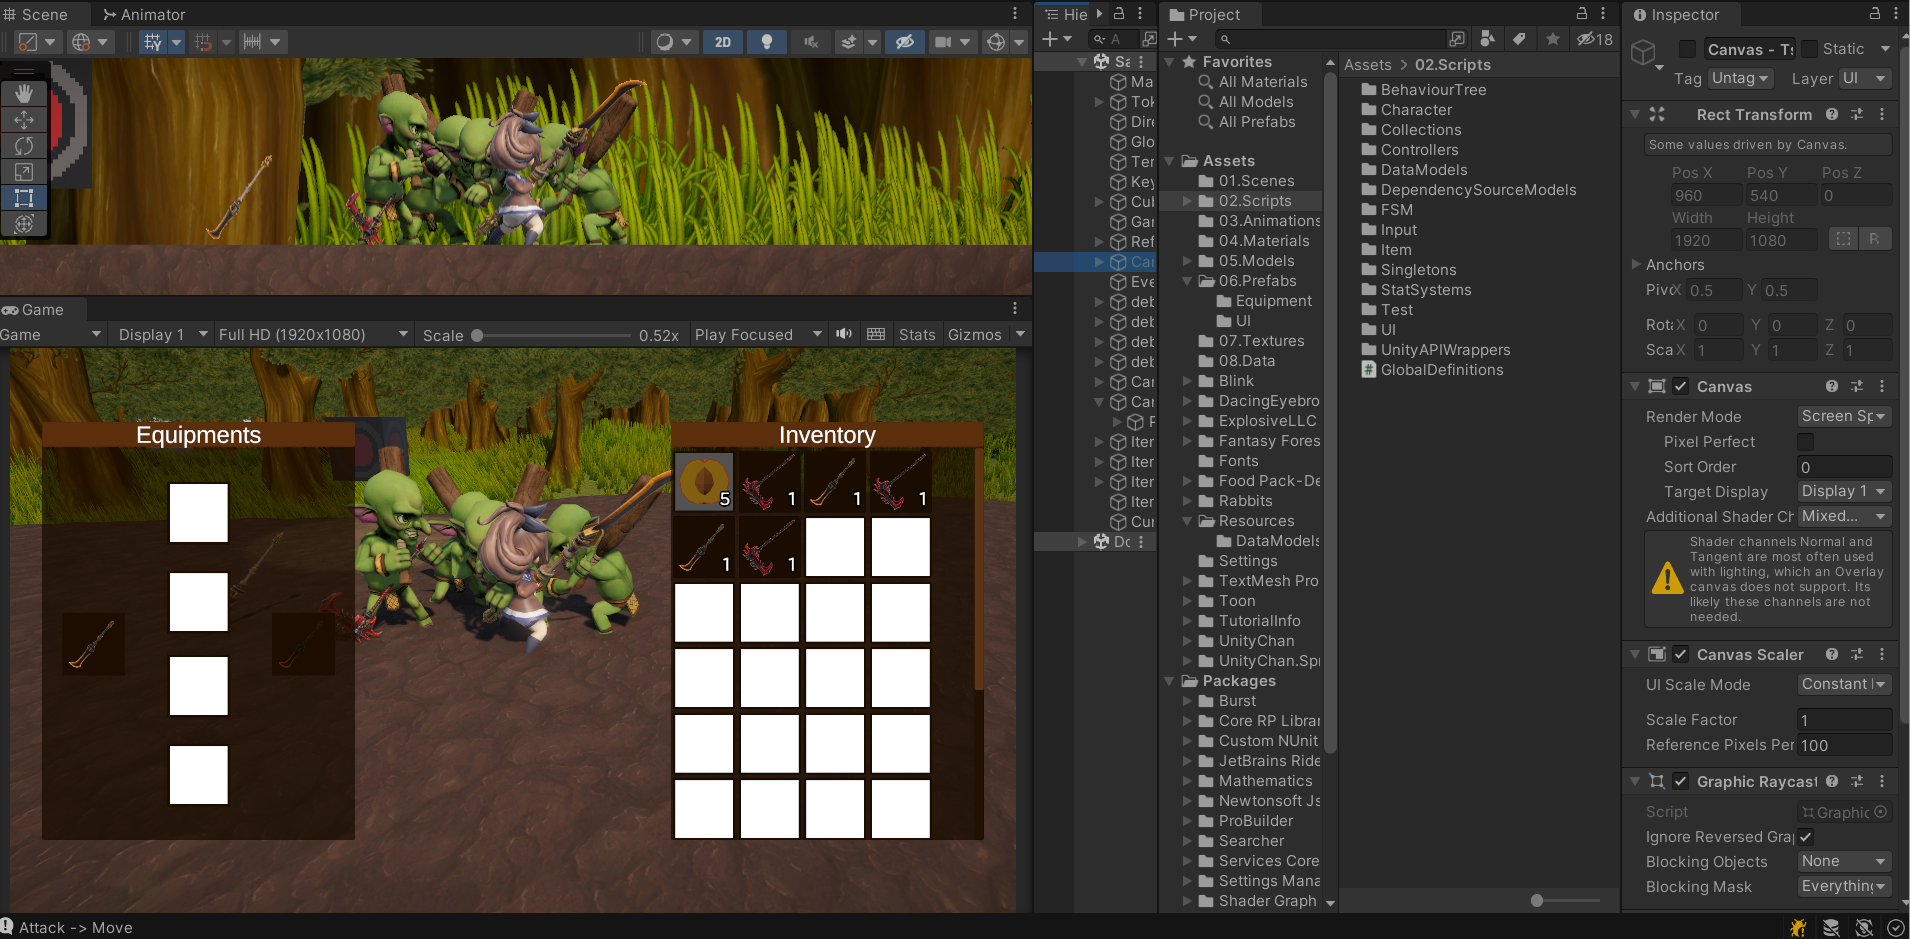 Scene
Animator
2D
Game
Game
Display 1
Full HD (1920x1080)
Scale
0.52x
Play Focused
Stats
Gizmos
Equipments
Inventory
5
1
1
1
1
1
Attack -> Move
Hie
A
Sa
Ma
Tok
Dire
Glo
Ter
Key
Cub
Gar
Ref
Car
Eve
deb
deb
deb
deb
Car
Car
P
Iter
Iter
Iter
Iter
Cur
Dc
Project
18
Favorites
All Materials
All Models
All Prefabs
Assets
01.Scenes
02.Scripts
03.Animations
04.Materials
05.Models
06.Prefabs
Equipment
UI
07.Textures
08.Data
Blink
DacingEyebro
ExplosiveLLC
Fantasy Fores
Fonts
Food Pack-De
Rabbits
Resources
DataModels
Settings
TextMesh Pro
Toon
TutorialInfo
UnityChan
UnityChan.Spr
Packages
Burst
Core RP Librar
Custom NUnit
JetBrains Ride
Mathematics
Newtonsoft Js
ProBuilder
Searcher
Services Core
Settings Mana
Shader Graph
Assets > 02.Scripts
BehaviourTree
Character
Collections
Controllers
DataModels
DependencySourceModels
FSM
Input
Item
Singletons
StatSystems
Test
UI
UnityAPIWrappers
GlobalDefinitions
Inspector
Canvas - Ts
Static
Tag Untag Layer UI
Rect Transform
Some values driven by Canvas.
Pos X Pos Y Pos Z
960 540 0
Width Height
1920 1080 R
Anchors
Pivo X 0.5 Y 0.5
Rota X 0 Y 0 Z 0
Sca X 1 Y 1 Z 1
Canvas
Render Mode Screen Sp
Pixel Perfect
Sort Order 0
Target Display Display 1
Additional Shader Ch Mixed...
Shader channels Normal and
Tangent are most often used
with lighting, which an Overlay
canvas does not support. Its
likely these channels are not
needed.
Canvas Scaler
UI Scale Mode Constant
Scale Factor 1
Reference Pixels Per 100
Graphic Raycast
Script Graphic
Ignore Reversed Gra
Blocking Objects None
Blocking Mask Everything